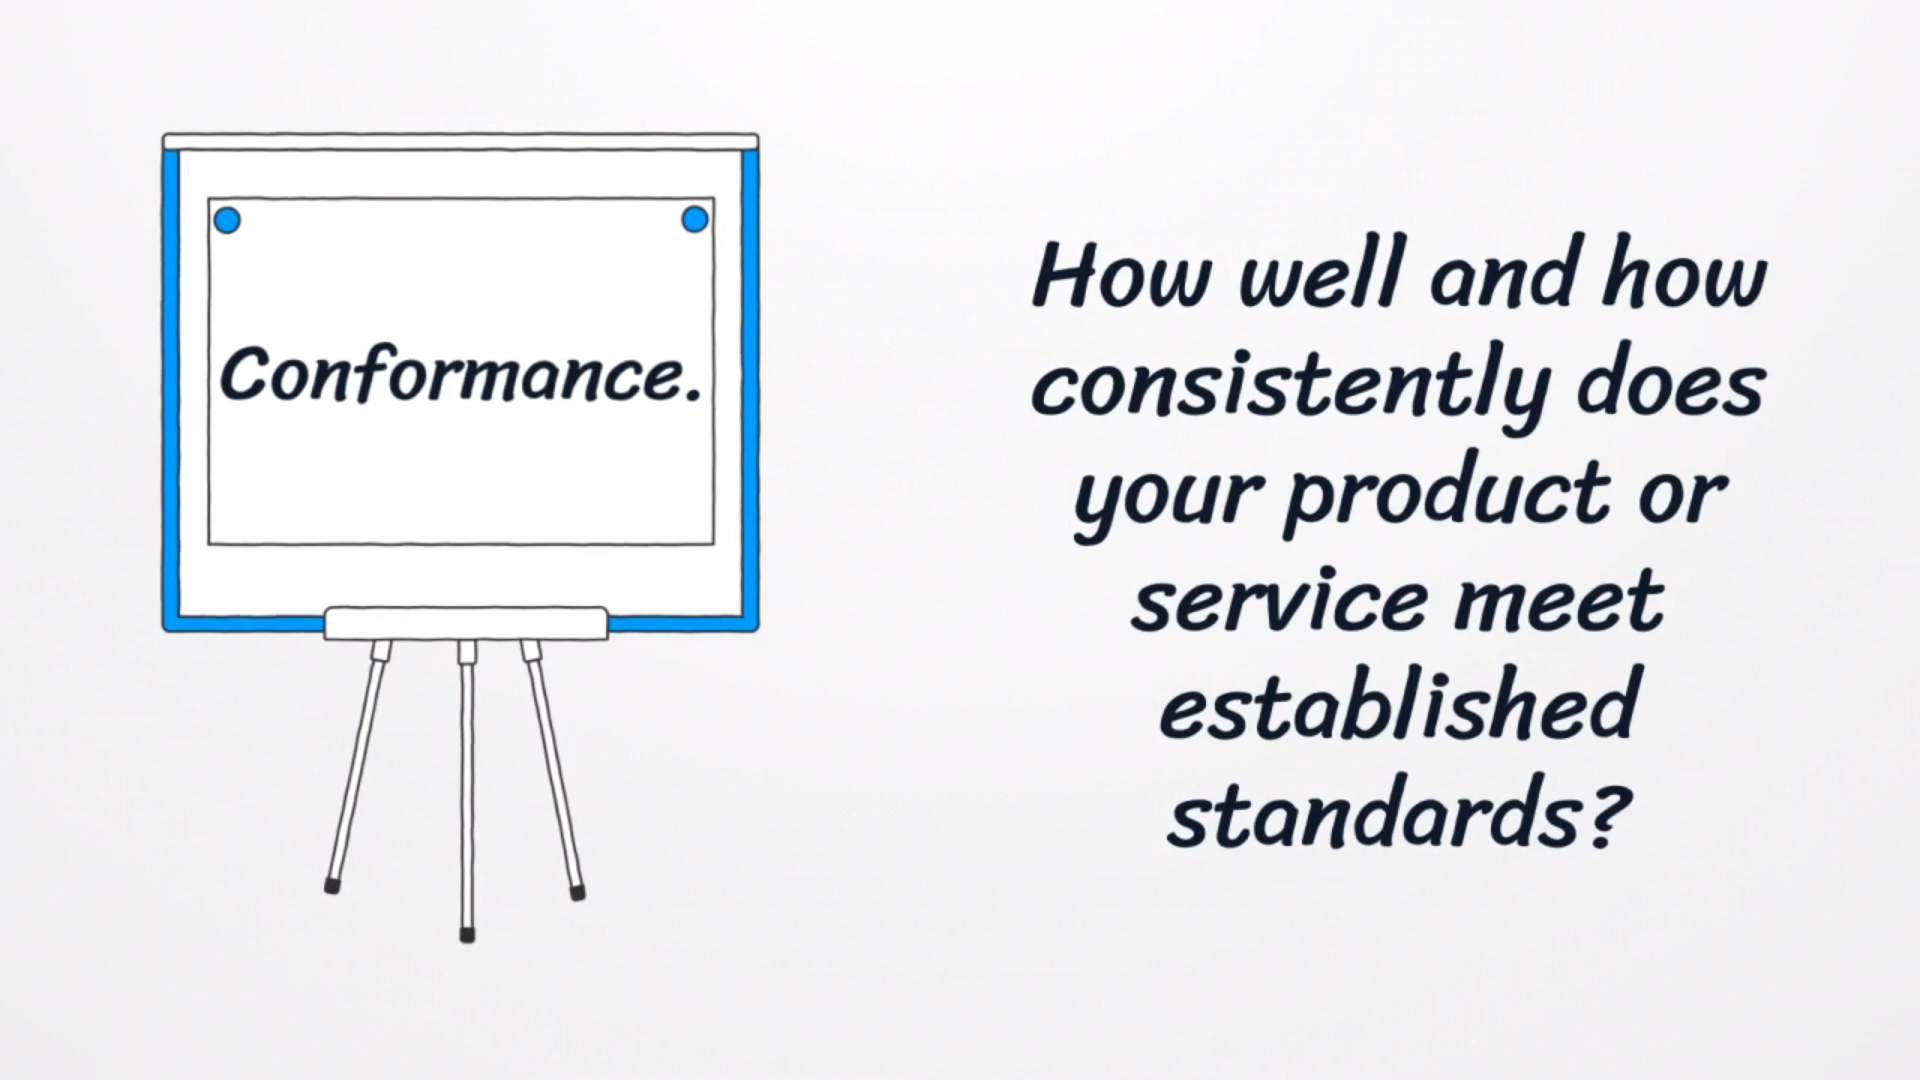 Conformance.
How well and how
consistently does
your product or
service meet
established
standards?